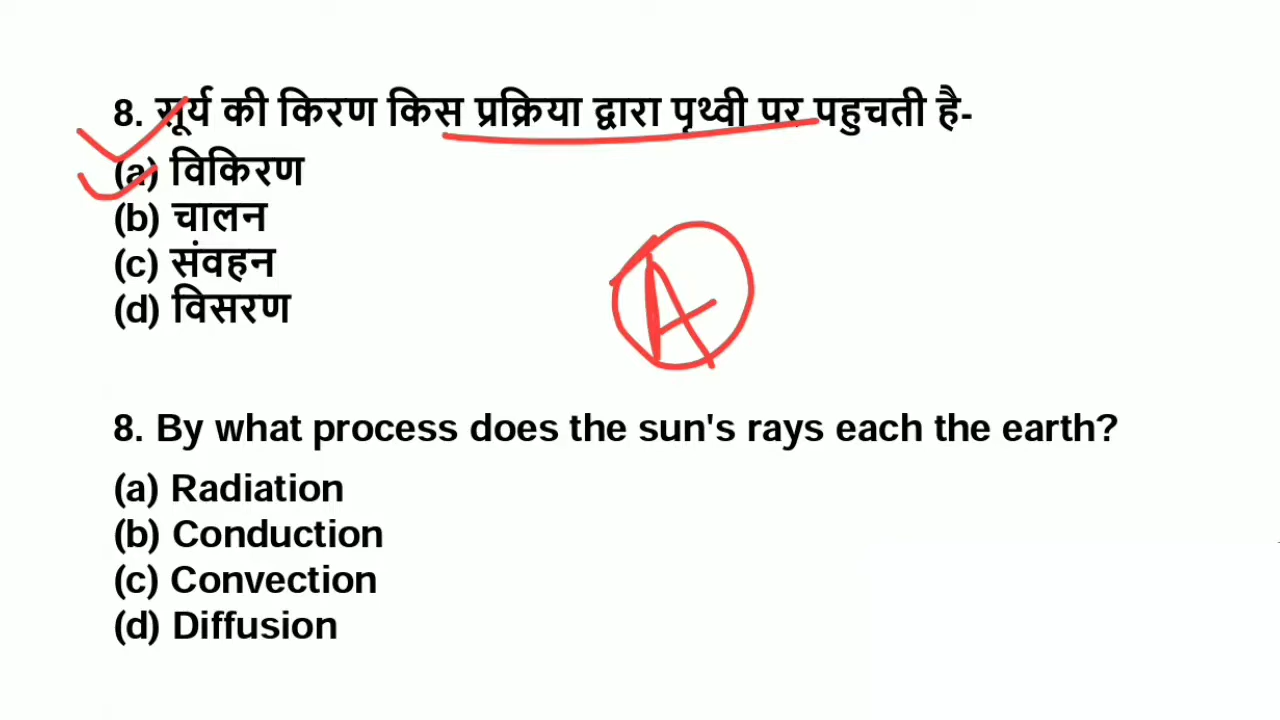 8. सूर्य की किरण किस प्रक्रिया द्वारा पृथ्वी पर पहुचती है-
(a) विकिरण
(b) चालन
(c) संवहन
(d) विसरण
A
8. By what process does the sun's rays each the earth?
(a) Radiation
(b) Conduction
(c) Convection
(d) Diffusion